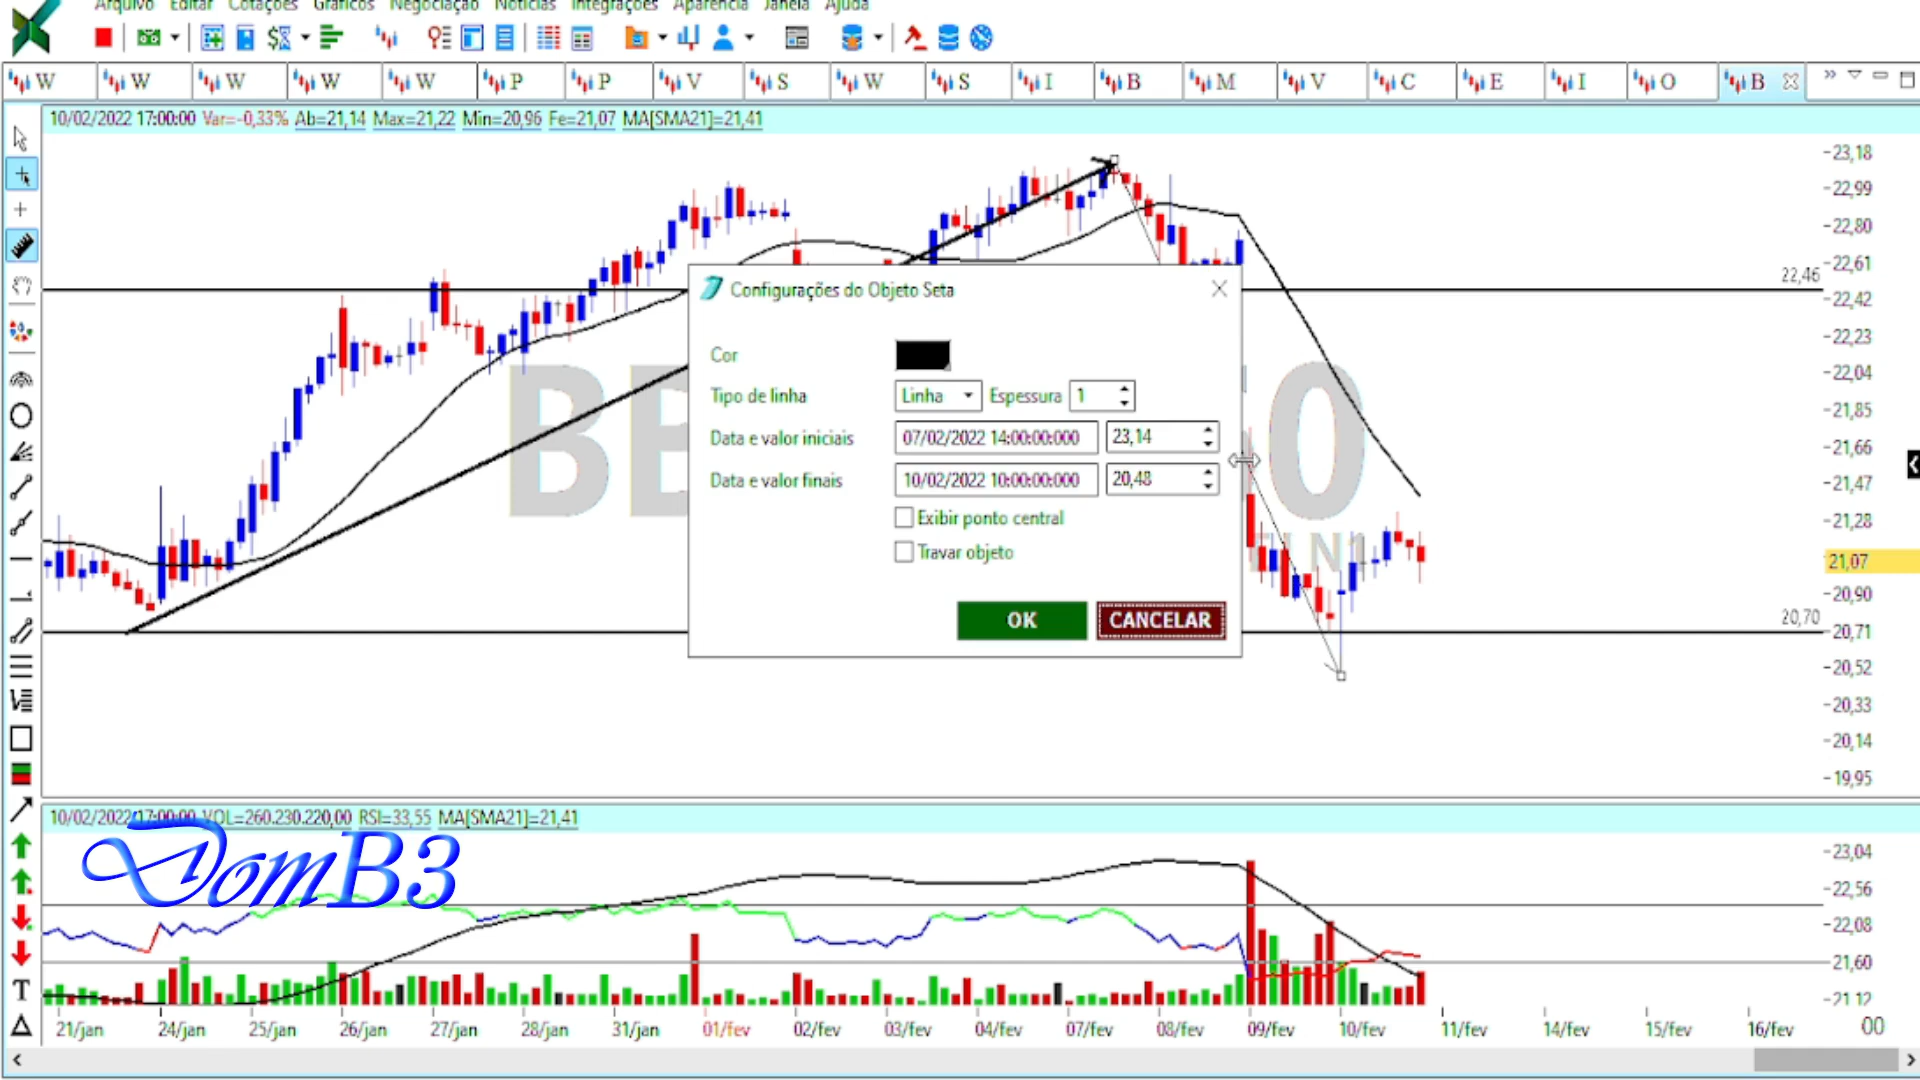 Arquivo Editar Cotações Gráficos Negociação Notícias Integrações Aparência Janela Ajuda
W W W W W P P V S W S I B M V C E I O B
10/02/2022 17:00:00 Var=-0,33% Ab=21,14 Max=21,22 Min=20,96 Fe=21,07 MA[SMA21]=21,41
23,18
22,99
22,80
22,61
22,46
22,42
22,23
22,04
21,85
21,66
21,47
21,28
21,07
20,90
20,70
20,71
20,52
20,33
20,14
19,95
Configurações do Objeto Seta
Cor
Tipo de linha Linha Espessura 1
Data e valor iniciais 07/02/2022 14:00:00:000 23,14
Data e valor finais 10/02/2022 10:00:00:000 20,48
Exibir ponto central
Travar objeto
OK CANCELAR
10/02/2022 17:00:00 VOL=260.230.220,00 RSI=33,55 MA[SMA21]=21,41
DomB3
23,04
22,56
22,08
21,60
21,12
21/jan 24/jan 25/jan 26/jan 27/jan 28/jan 31/jan 01/fev 02/fev 03/fev 04/fev 07/fev 08/fev 09/fev 10/fev 11/fev 14/fev 15/fev 16/fev 00